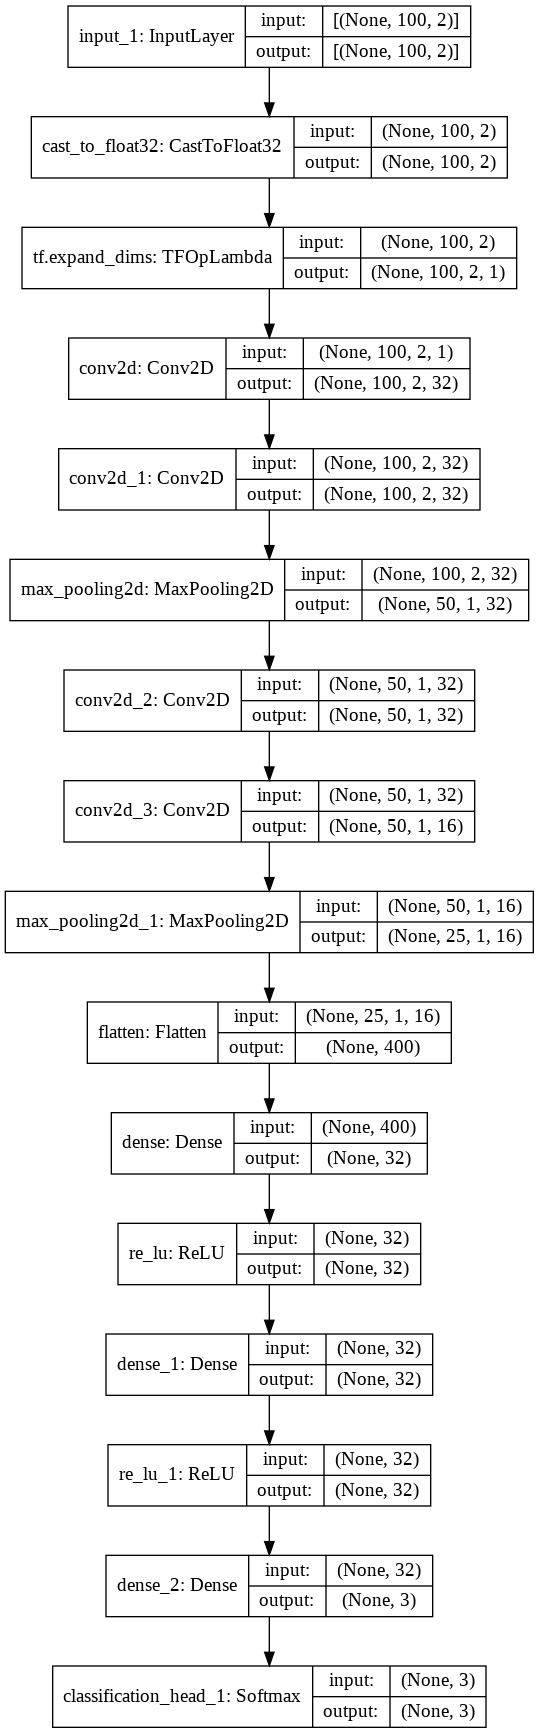 input_1: InputLayer input: [(None, 100, 2)]
output: [(None, 100, 2)]
cast_to_float32: CastToFloat32 input: (None, 100, 2)
output: (None, 100, 2)
tf.expand_dims: TFOpLambda input: (None, 100, 2)
output: (None, 100, 2, 1)
conv2d: Conv2D input: (None, 100, 2, 1)
output: (None, 100, 2, 32)
conv2d_1: Conv2D input: (None, 100, 2, 32)
output: (None, 100, 2, 32)
max_pooling2d: MaxPooling2D input: (None, 100, 2, 32)
output: (None, 50, 1, 32)
conv2d_2: Conv2D input: (None, 50, 1, 32)
output: (None, 50, 1, 32)
conv2d_3: Conv2D input: (None, 50, 1, 32)
output: (None, 50, 1, 16)
max_pooling2d_1: MaxPooling2D input: (None, 50, 1, 16)
output: (None, 25, 1, 16)
flatten: Flatten input: (None, 25, 1, 16)
output: (None, 400)
dense: Dense input: (None, 400)
output: (None, 32)
re_lu: ReLU input: (None, 32)
output: (None, 32)
dense_1: Dense input: (None, 32)
output: (None, 32)
re_lu_1: ReLU input: (None, 32)
output: (None, 32)
dense_2: Dense input: (None, 32)
output: (None, 3)
classification_head_1: Softmax input: (None, 3)
output: (None, 3)